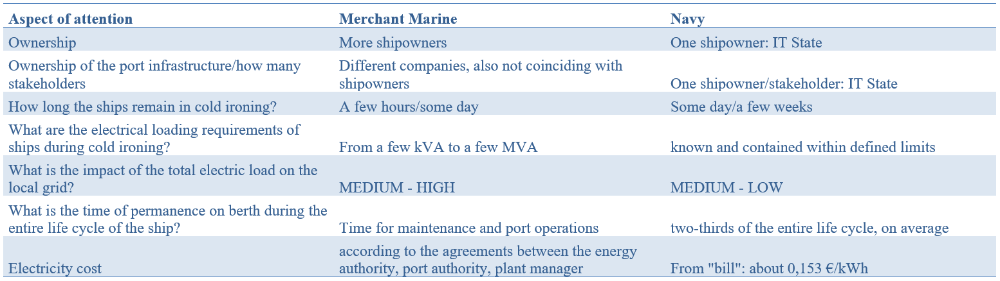 Aspect of attention Merchant Marine Navy
Ownership More shipowners One shipowner: IT State
Ownership of the port infrastructure/how many Different companies, also not coinciding with
stakeholders shipowners One shipowner/stakeholder: IT State
How long the ships remain in cold ironing? A few hours/some day Some day/a few weeks
What are the electrical loading requirements of
ships during cold ironing? From a few kVA to a few MVA known and contained within defined limits
What is the impact of the total electric load on the
local grid? MEDIUM - HIGH MEDIUM - LOW
What is the time of permanence on berth during the
entire life cycle of the ship? Time for maintenance and port operations two-thirds of the entire life cycle, on average
according to the agreements between the energy
Electricity cost authority, port authority, plant manager From "bill": about 0,153 €/kWh